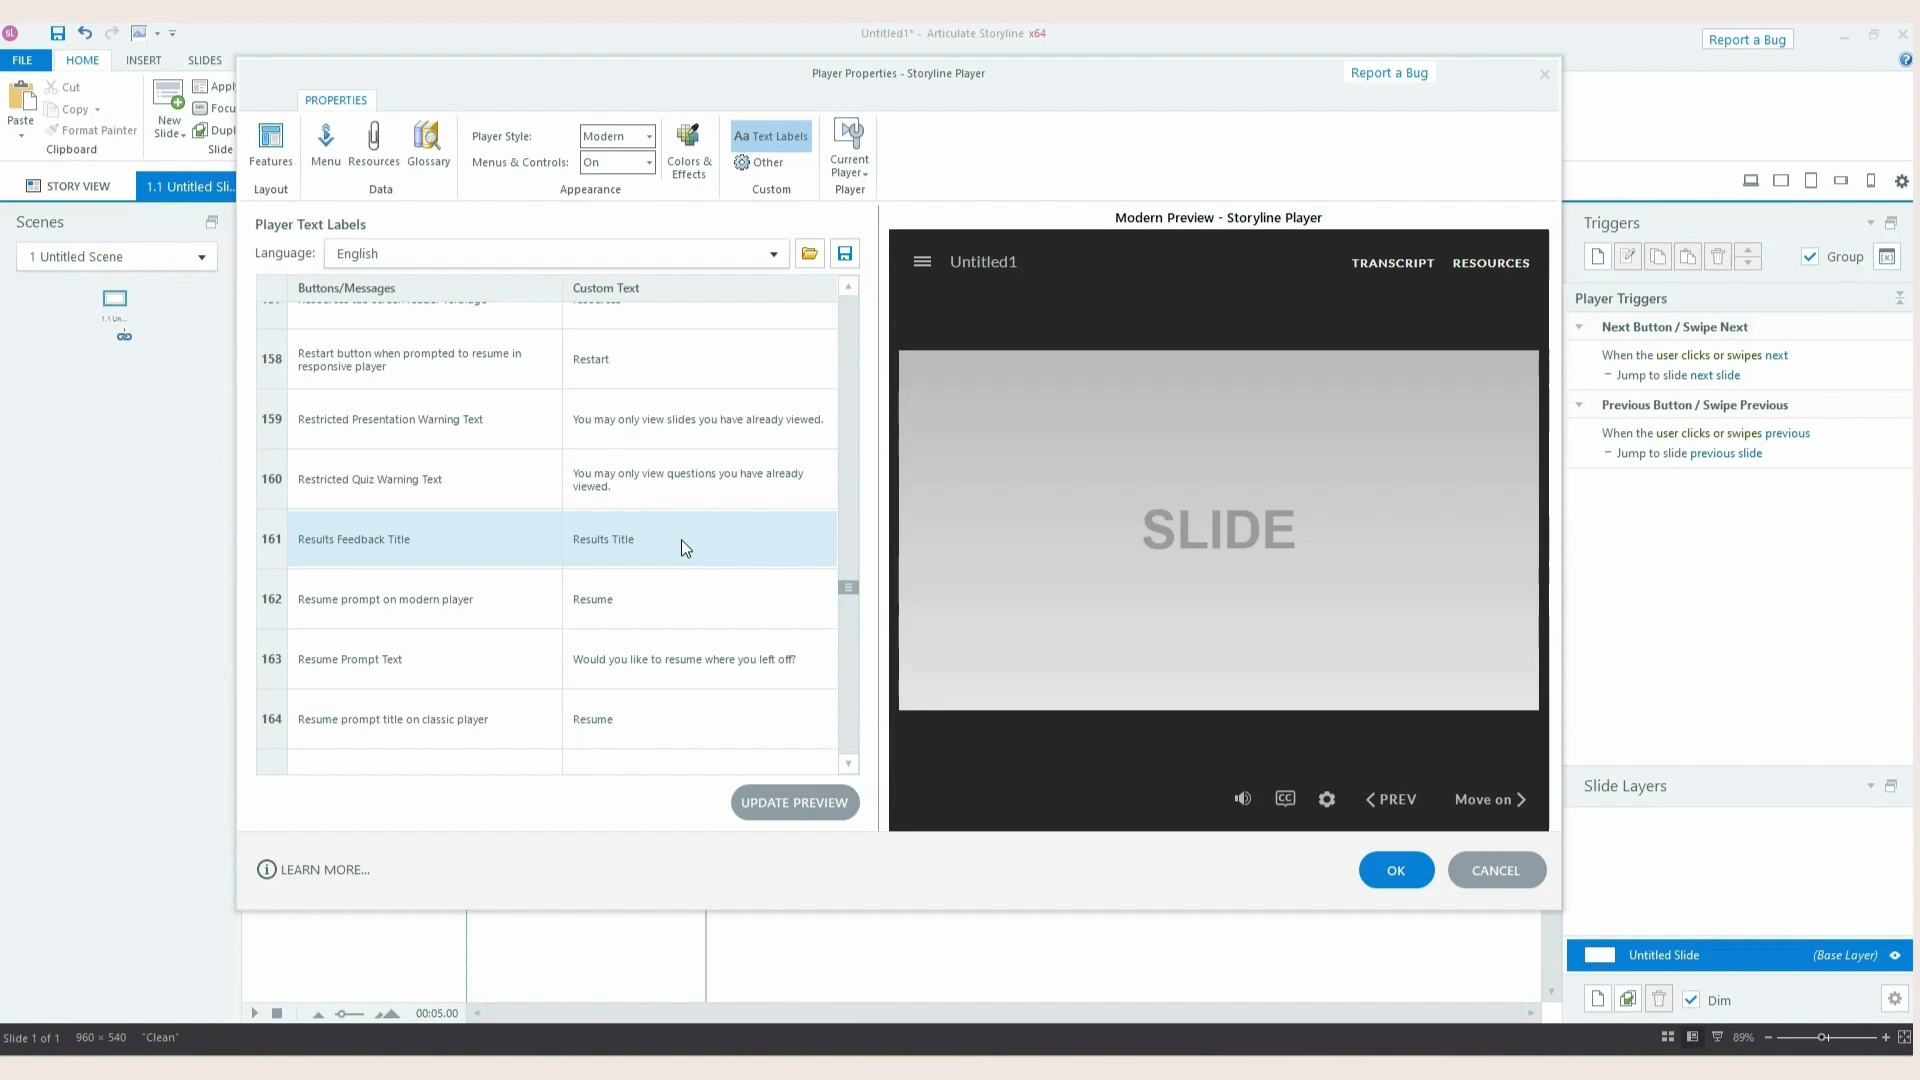 sl
Untitled1* - Articulate Storyline x64
Report a Bug
FILE
HOME
INSERT
SLIDES
Paste
Cut
Copy
Format Painter
Clipboard
New
Slide
Slide
Player Properties - Storyline Player
Report a Bug
PROPERTIES
Features
Layout
Menu
Resources
Glossary
Data
Player Style:
Modern
Menus & Controls:
On
Appearance
Colors &
Effects
Aa Text Labels
Other
Custom
Current
Player
Player
STORY VIEW
1.1 Untitled Sli...
Scenes
1 Untitled Scene
1.1 Un...
Player Text Labels
Language:
English
Buttons/Messages
Custom Text
158
Restart button when prompted to resume in
responsive player
Restart
159
Restricted Presentation Warning Text
You may only view slides you have already viewed.
160
Restricted Quiz Warning Text
You may only view questions you have already
viewed.
161
Results Feedback Title
Results Title
162
Resume prompt on modern player
Resume
163
Resume Prompt Text
Would you like to resume where you left off?
164
Resume prompt title on classic player
Resume
UPDATE PREVIEW
Modern Preview - Storyline Player
Untitled1
TRANSCRIPT
RESOURCES
SLIDE
CC
PREV
Move on
LEARN MORE...
OK
CANCEL
Triggers
Group
Player Triggers
Next Button / Swipe Next
When the user clicks or swipes next
– Jump to slide next slide
Previous Button / Swipe Previous
When the user clicks or swipes previous
– Jump to slide previous slide
Slide Layers
Untitled Slide
(Base Layer)
Dim
00:05.00
Slide 1 of 1
960 × 540
"Clean"
89%